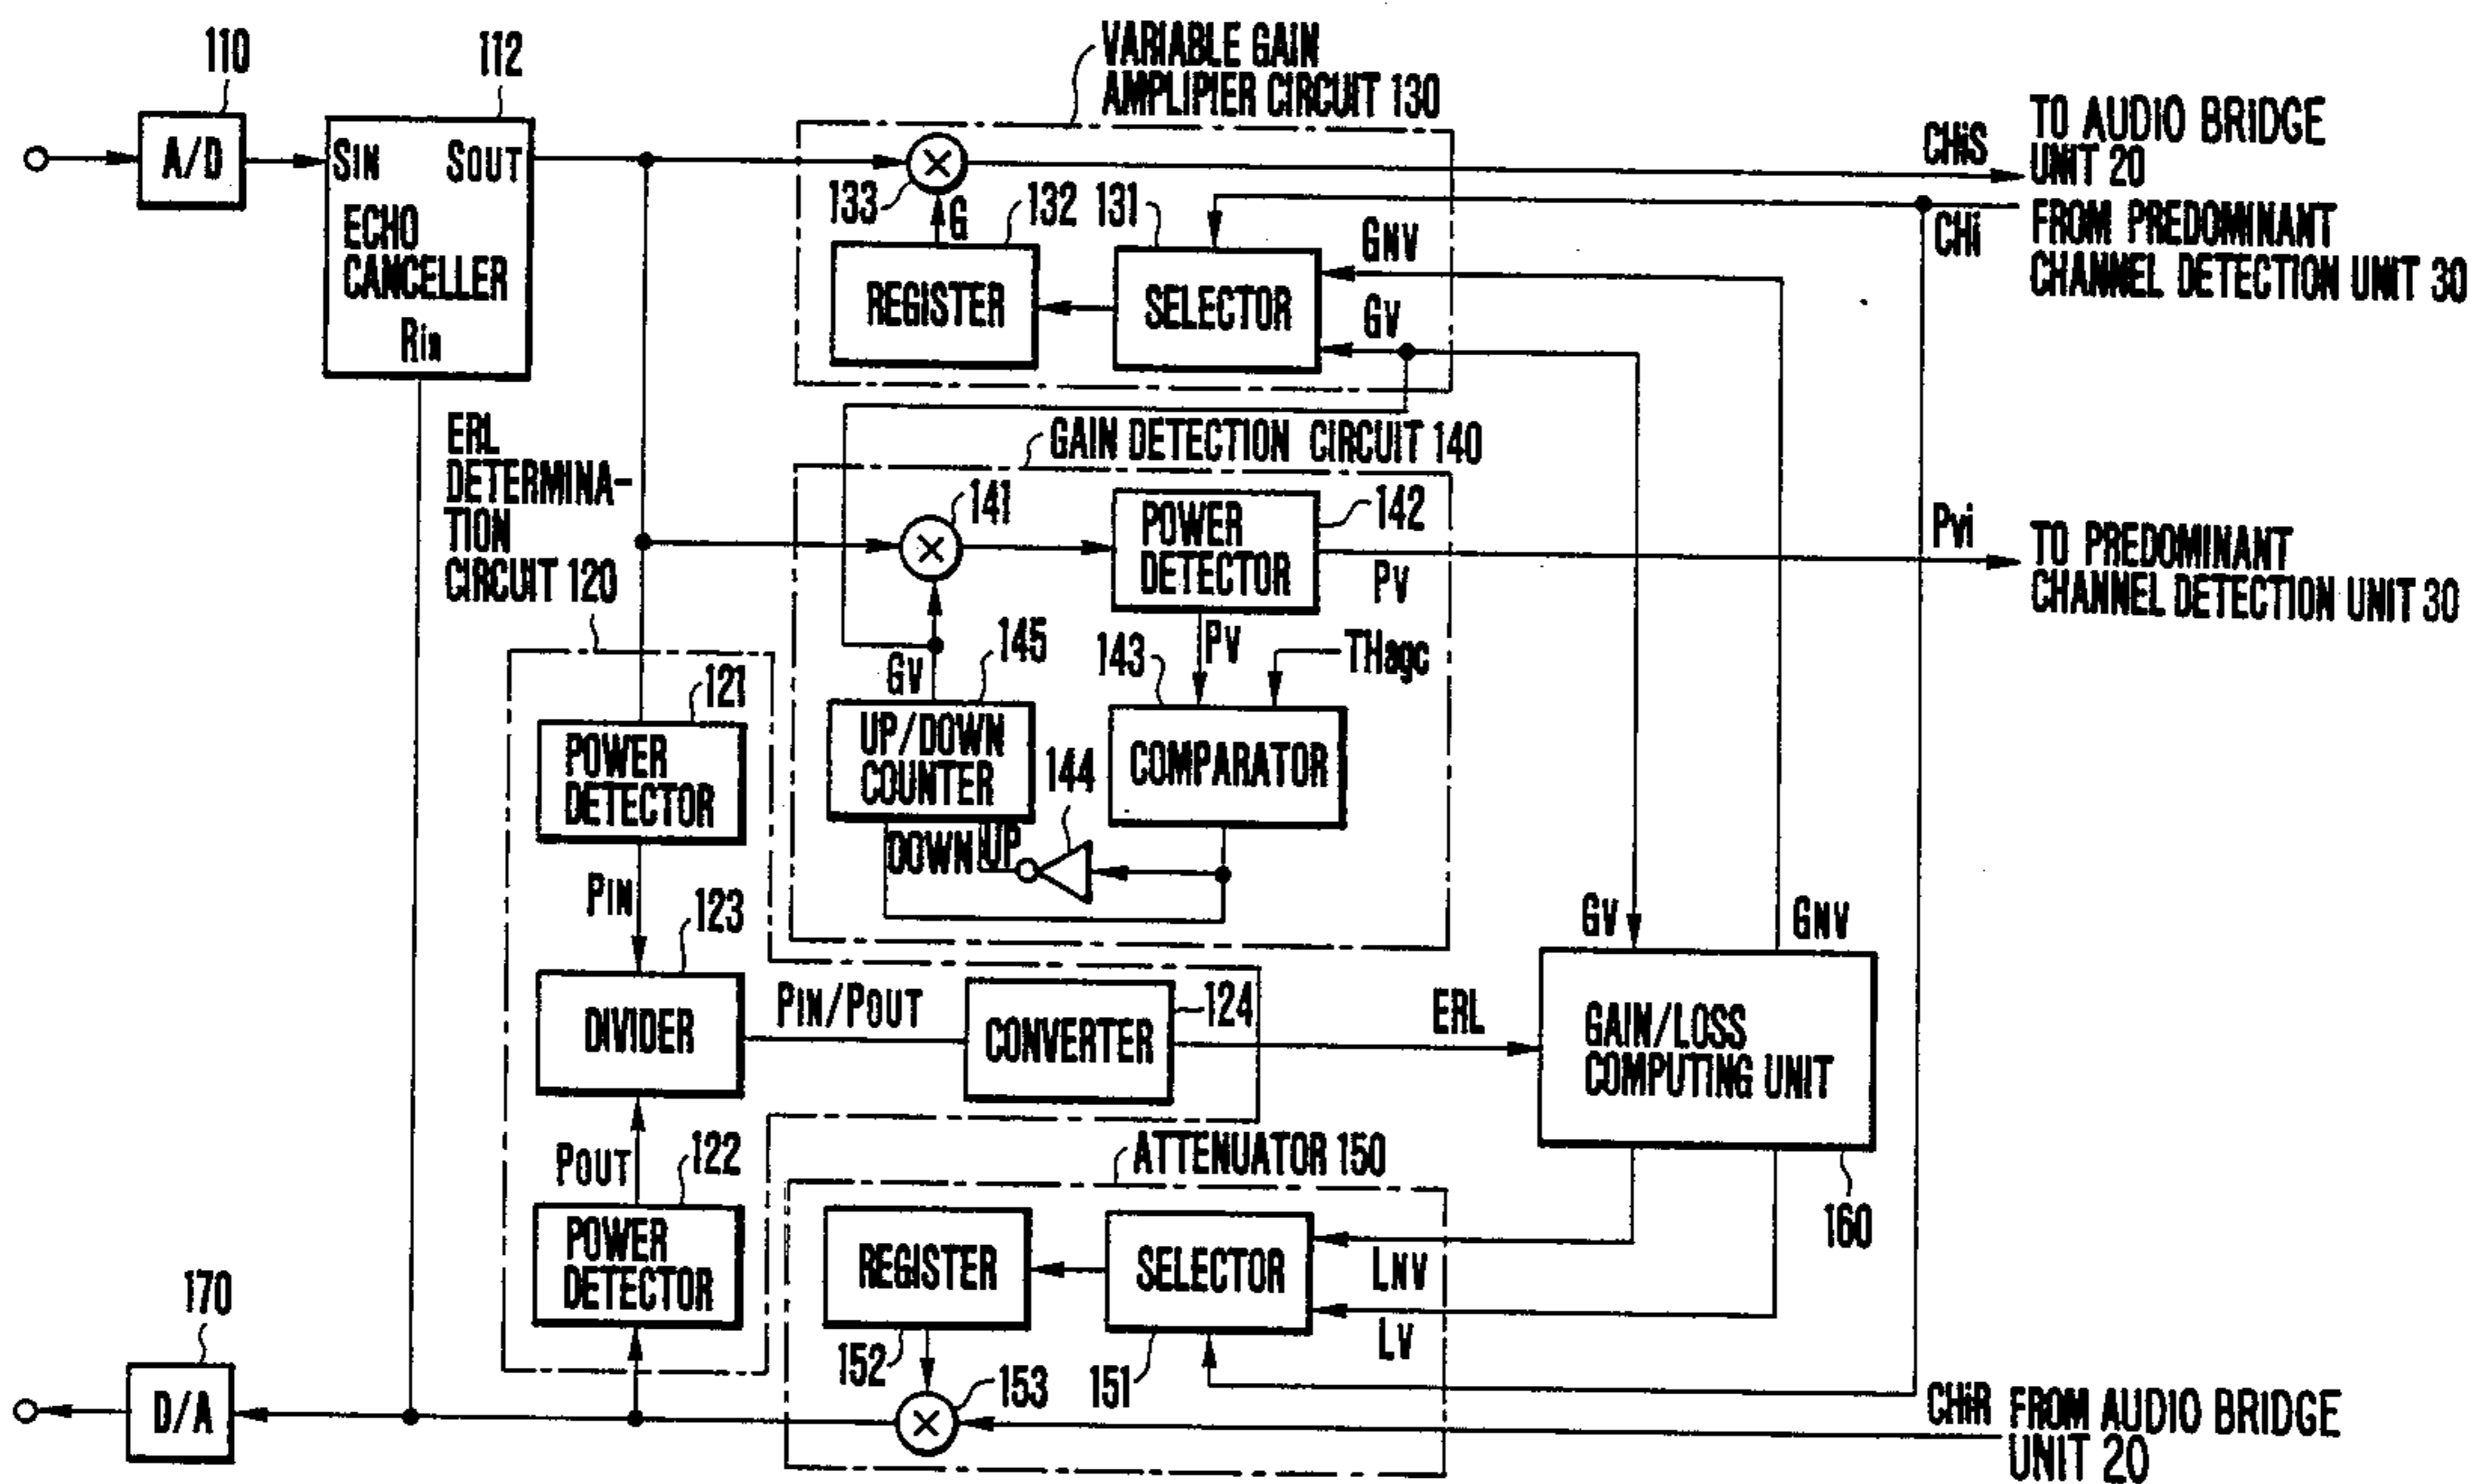 110
A/D
112
SIN
SOUT
ECHO
CANCELLER
Rin
VARIABLE GAIN
AMPLIPIER CIRCUIT 130
133
G
132
131
REGISTER
SELECTOR
GNV
GV
CHiS
TO AUDIO BRIDGE
UNIT 20
CHi
FROM PREDOMINANT
CHANNEL DETECTION UNIT 30
ERL
DETERMINA-
TION
CIRCUIT 120
GAIN DETECTION CIRCUIT 140
141
POWER
DETECTOR
142
PV
Pvi
TO PREDOMINANT
CHANNEL DETECTION UNIT 30
GV
145
143
PV
THagc
UP/DOWN
COUNTER
144
COMPARATOR
DOWN
UP
121
POWER
DETECTOR
PIN
123
DIVIDER
PIN/POUT
CONVERTER
124
ERL
GV
GNV
GAIN/LOSS
COMPUTING UNIT
160
POUT
122
POWER
DETECTOR
ATTENUATOR 150
REGISTER
SELECTOR
LNV
LV
152
153
151
170
D/A
CHiR
FROM AUDIO BRIDGE
UNIT 20